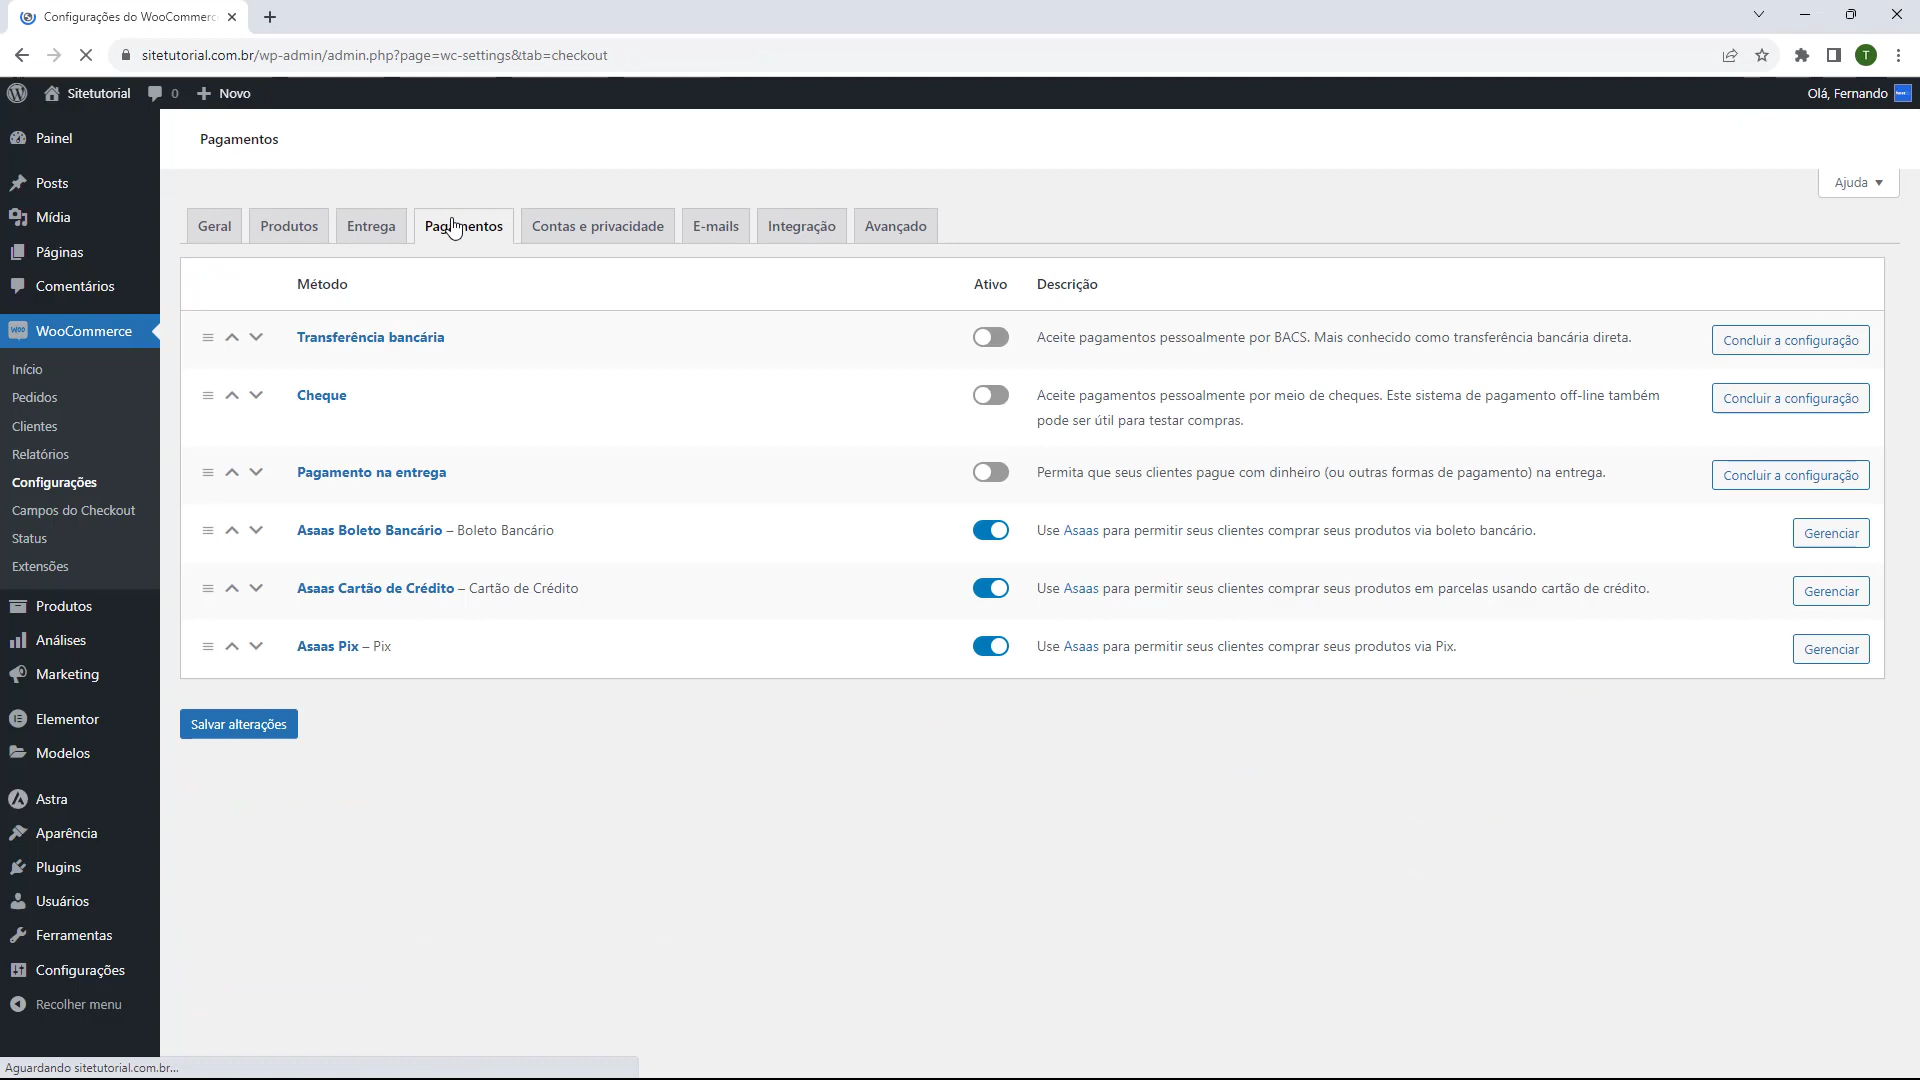 Configurações do WooCommerc
sitetutorial.com.br/wp-admin/admin.php?page=wc-settings&tab=checkout
T
Sitetutorial
0
Novo
Olá, Fernando
Painel
Posts
Mídia
Páginas
Comentários
WooCommerce
Início
Pedidos
Clientes
Relatórios
Configurações
Campos do Checkout
Status
Extensões
Produtos
Análises
Marketing
Elementor
Modelos
Astra
Aparência
Plugins
Usuários
Ferramentas
Configurações
Recolher menu
Pagamentos
Ajuda
Geral
Produtos
Entrega
Pagamentos
Contas e privacidade
E-mails
Integração
Avançado
Método
Ativo
Descrição
Transferência bancária
Aceite pagamentos pessoalmente por BACS. Mais conhecido como transferência bancária direta.
Concluir a configuração
Cheque
Aceite pagamentos pessoalmente por meio de cheques. Este sistema de pagamento off-line também
pode ser útil para testar compras.
Concluir a configuração
Pagamento na entrega
Permita que seus clientes pague com dinheiro (ou outras formas de pagamento) na entrega.
Concluir a configuração
Asaas Boleto Bancário – Boleto Bancário
Use Asaas para permitir seus clientes comprar seus produtos via boleto bancário.
Gerenciar
Asaas Cartão de Crédito – Cartão de Crédito
Use Asaas para permitir seus clientes comprar seus produtos em parcelas usando cartão de crédito.
Gerenciar
Asaas Pix – Pix
Use Asaas para permitir seus clientes comprar seus produtos via Pix.
Gerenciar
Salvar alterações
Aguardando sitetutorial.com.br...